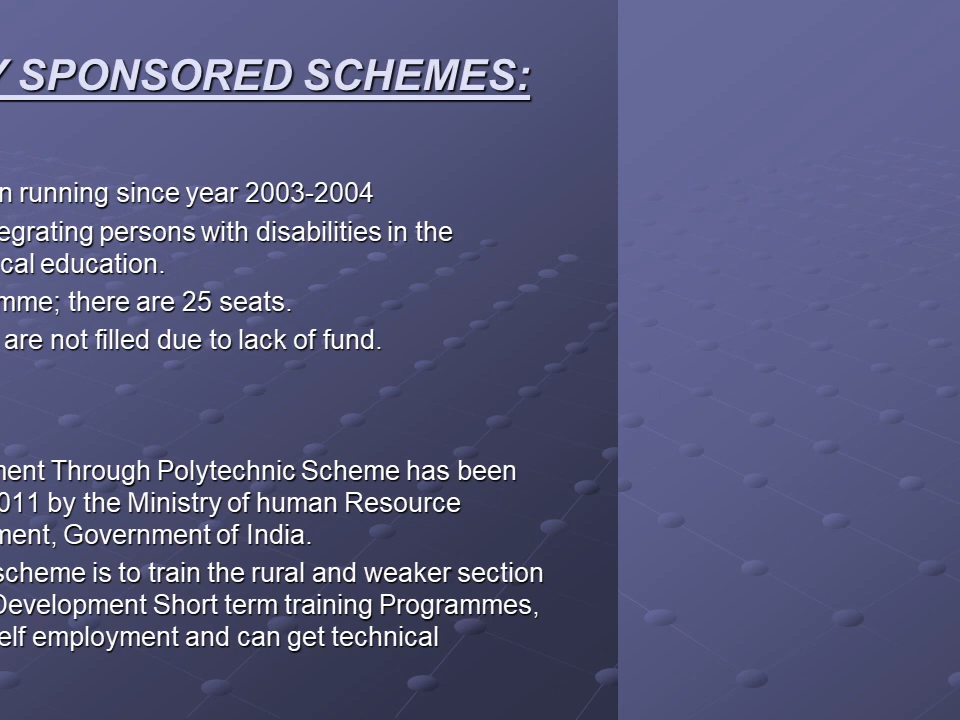 Y SPONSORED SCHEMES:
n running since year 2003-2004
egrating persons with disabilities in the
cal education.
mme; there are 25 seats.
are not filled due to lack of fund.
ment Through Polytechnic Scheme has been
011 by the Ministry of human Resource
ment, Government of India.
scheme is to train the rural and weaker section
Development Short term training Programmes,
elf employment and can get technical